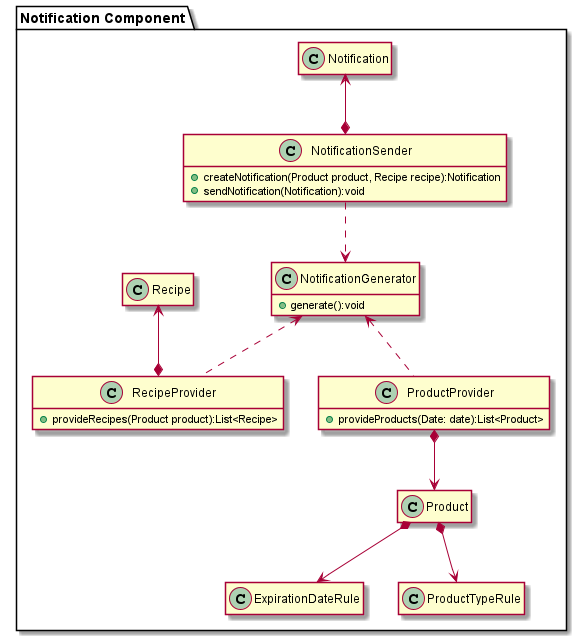 Notification Component
C Notification
C NotificationSender
createNotification(Product product, Recipe recipe):Notification
sendNotification(Notification):void
C NotificationGenerator
generate():void
C Recipe
C RecipeProvider
provideRecipes(Product product):List<Recipe>
C ProductProvider
provideProducts(Date: date):List<Product>
C Product
C ExpirationDateRule
C ProductTypeRule